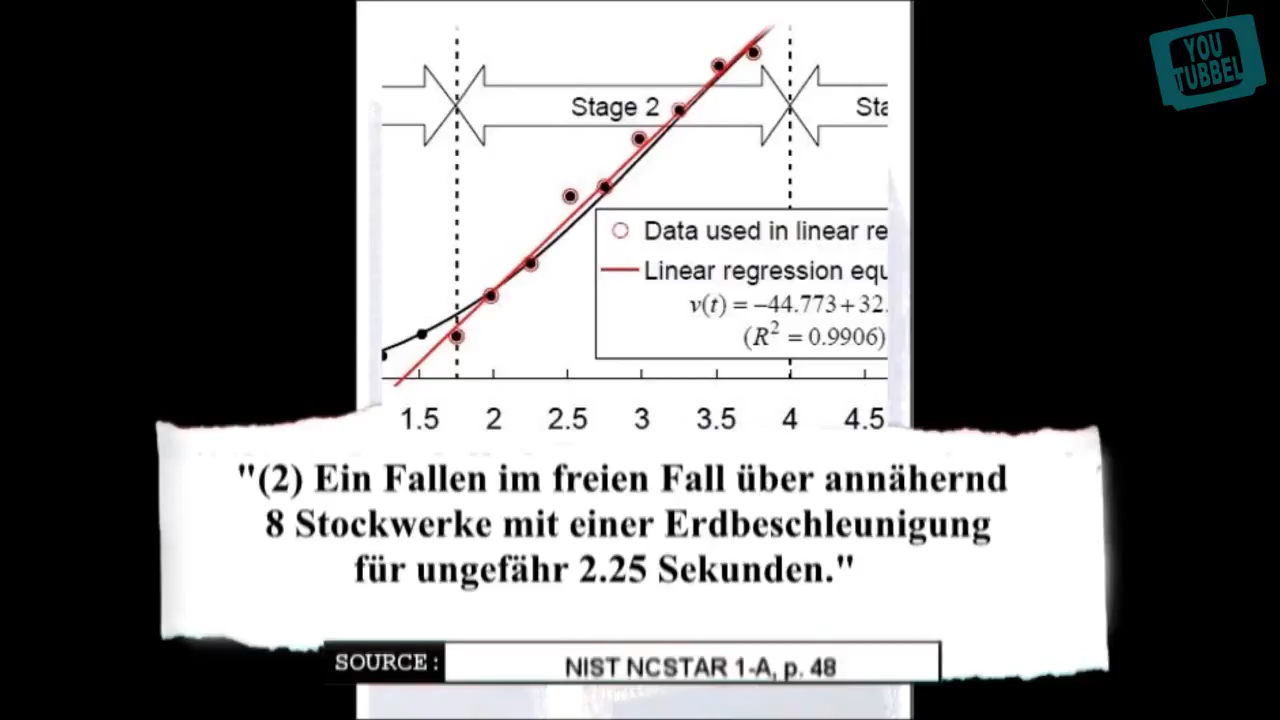 YOU
TUBBEL
Stage 2
Sta
Data used in linear re
Linear regression equ
v(t) = −44.773+32.
(R² = 0.9906)
1.5 2 2.5 3 3.5 4 4.5
"(2) Ein Fallen im freien Fall über annähernd
8 Stockwerke mit einer Erdbeschleunigung
für ungefähr 2.25 Sekunden."
SOURCE: NIST NCSTAR 1-A, p. 48